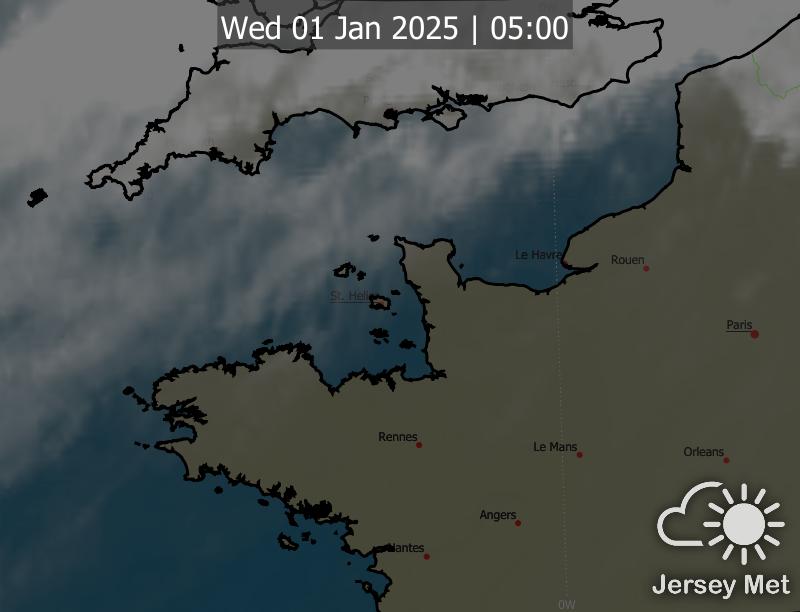 Wed 01 Jan 2025 | 05:00
Le Havre
Rouen
St. Helier
Paris
Rennes
Le Mans
Orleans
Angers
Nantes
0W
Jersey Met